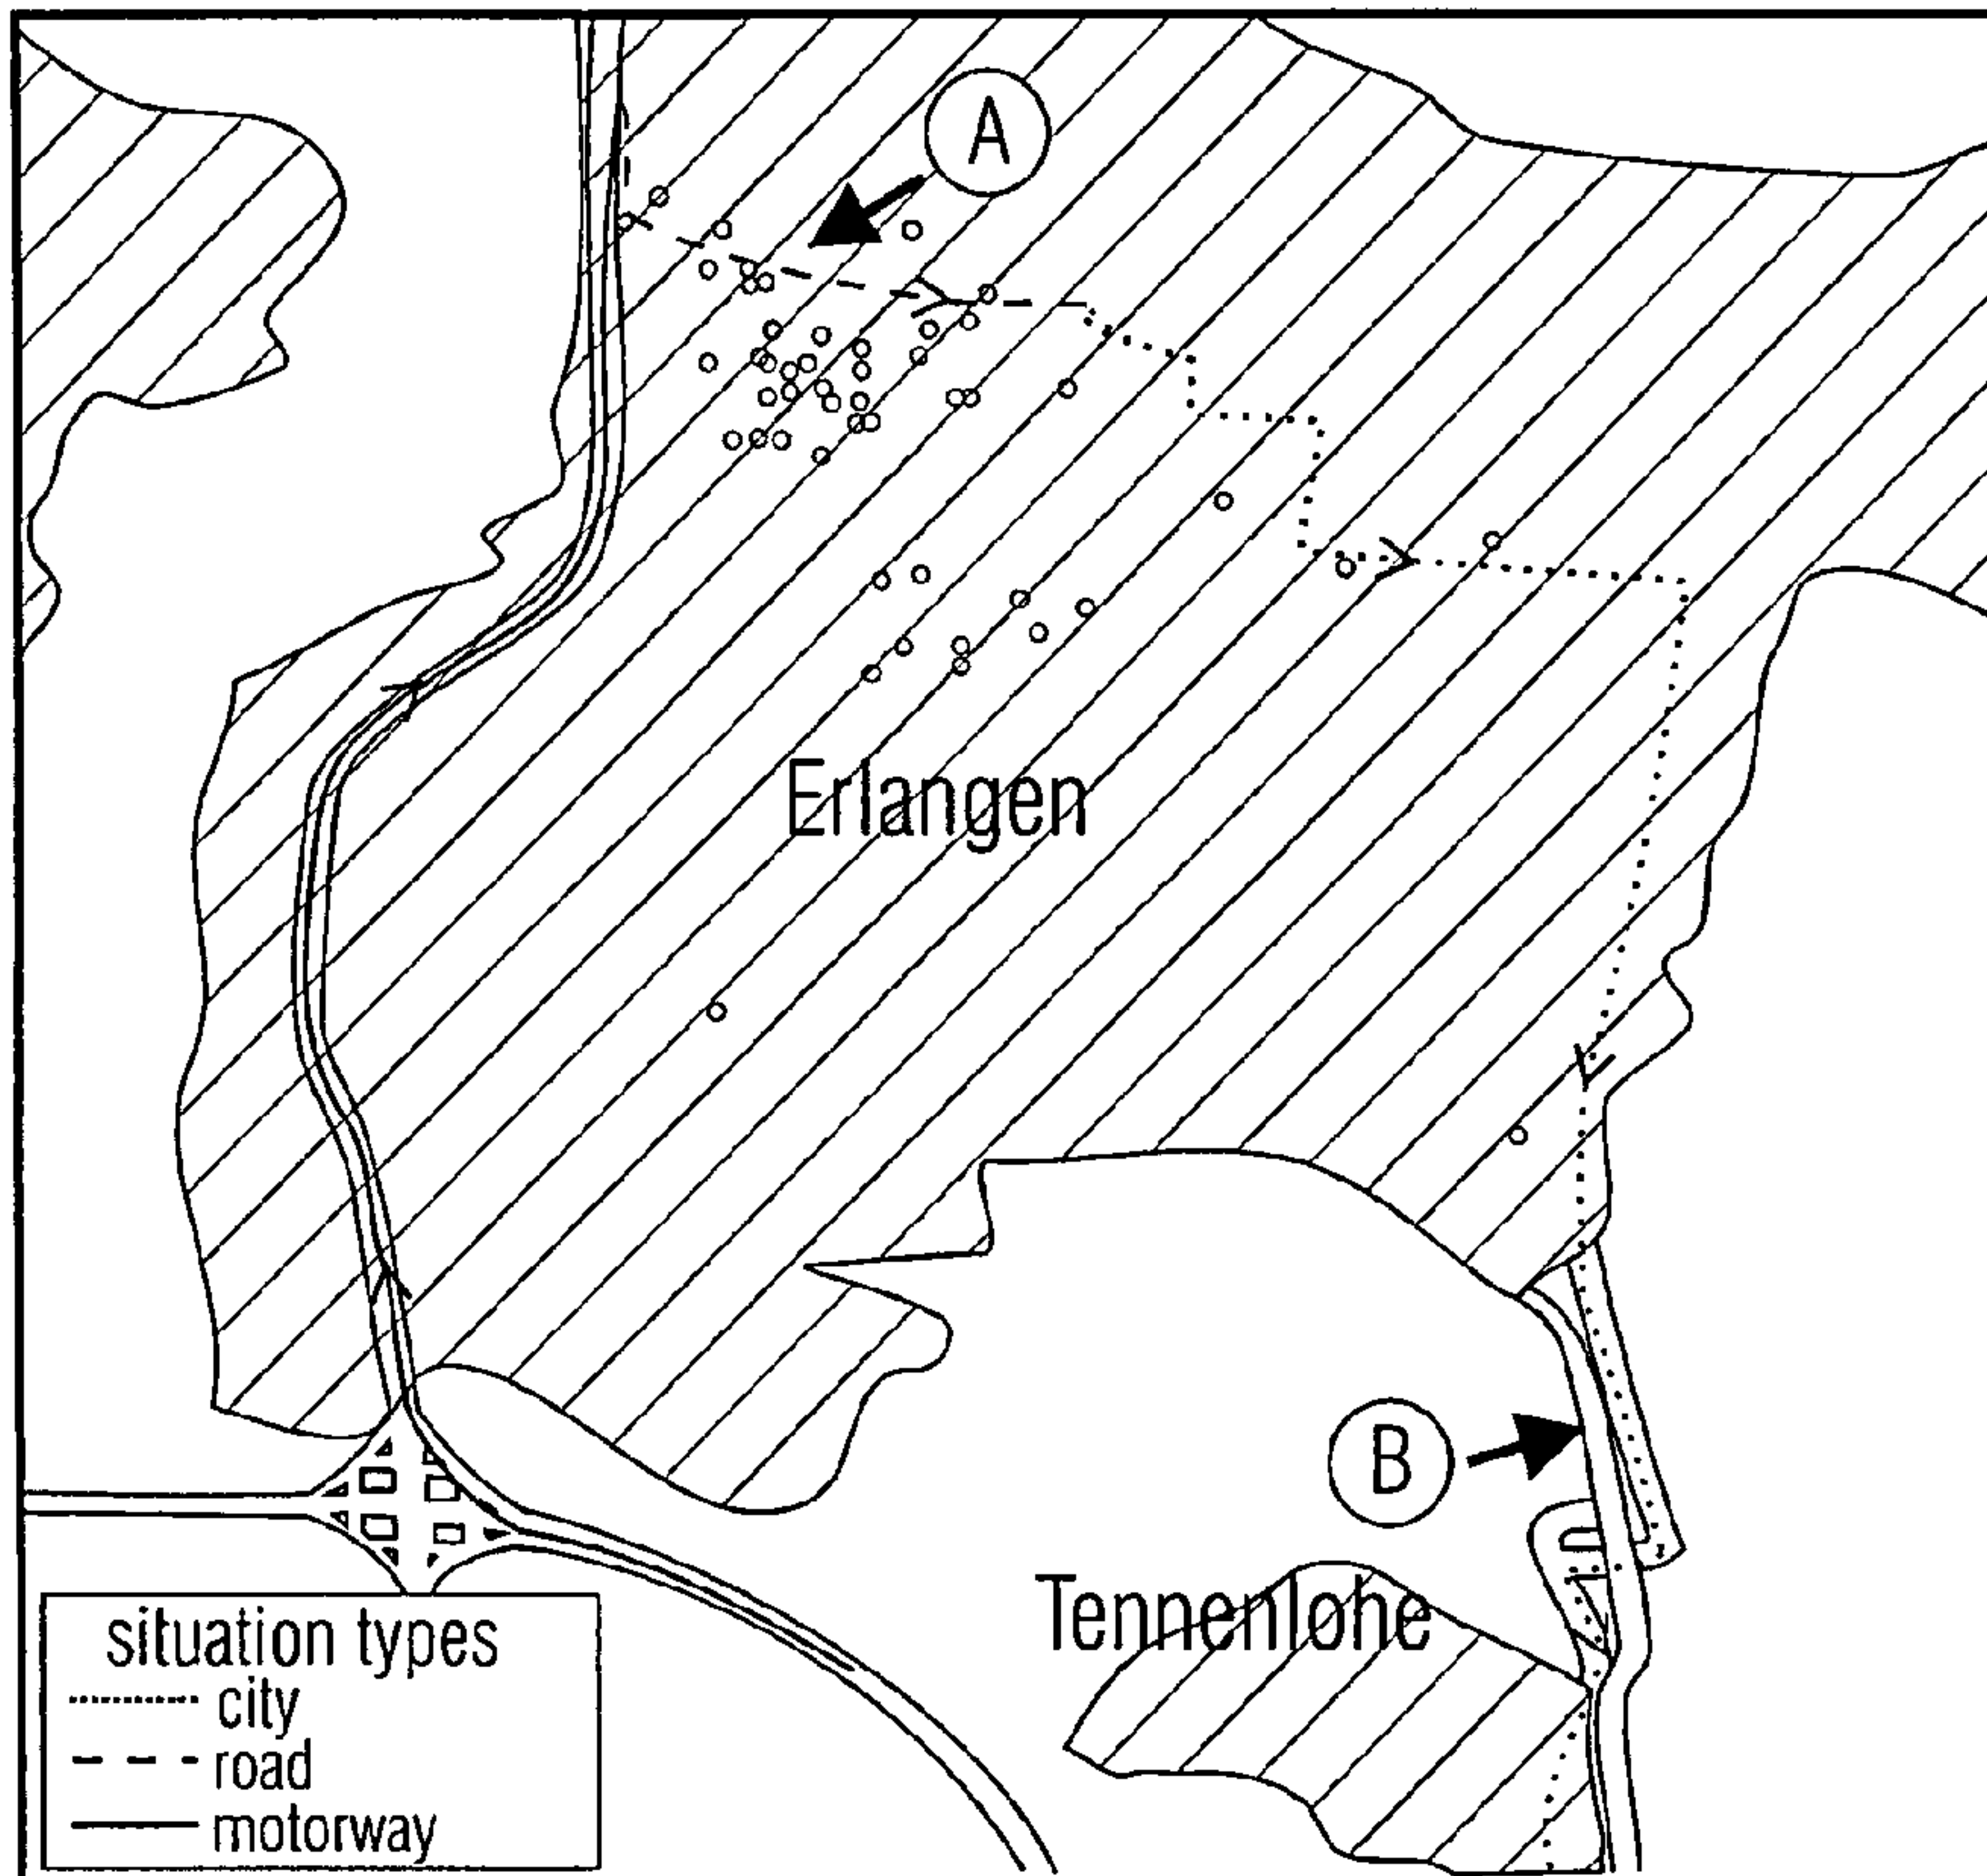 A
Erlangen
B
Tennenlohe
situation types
city
road
motorway